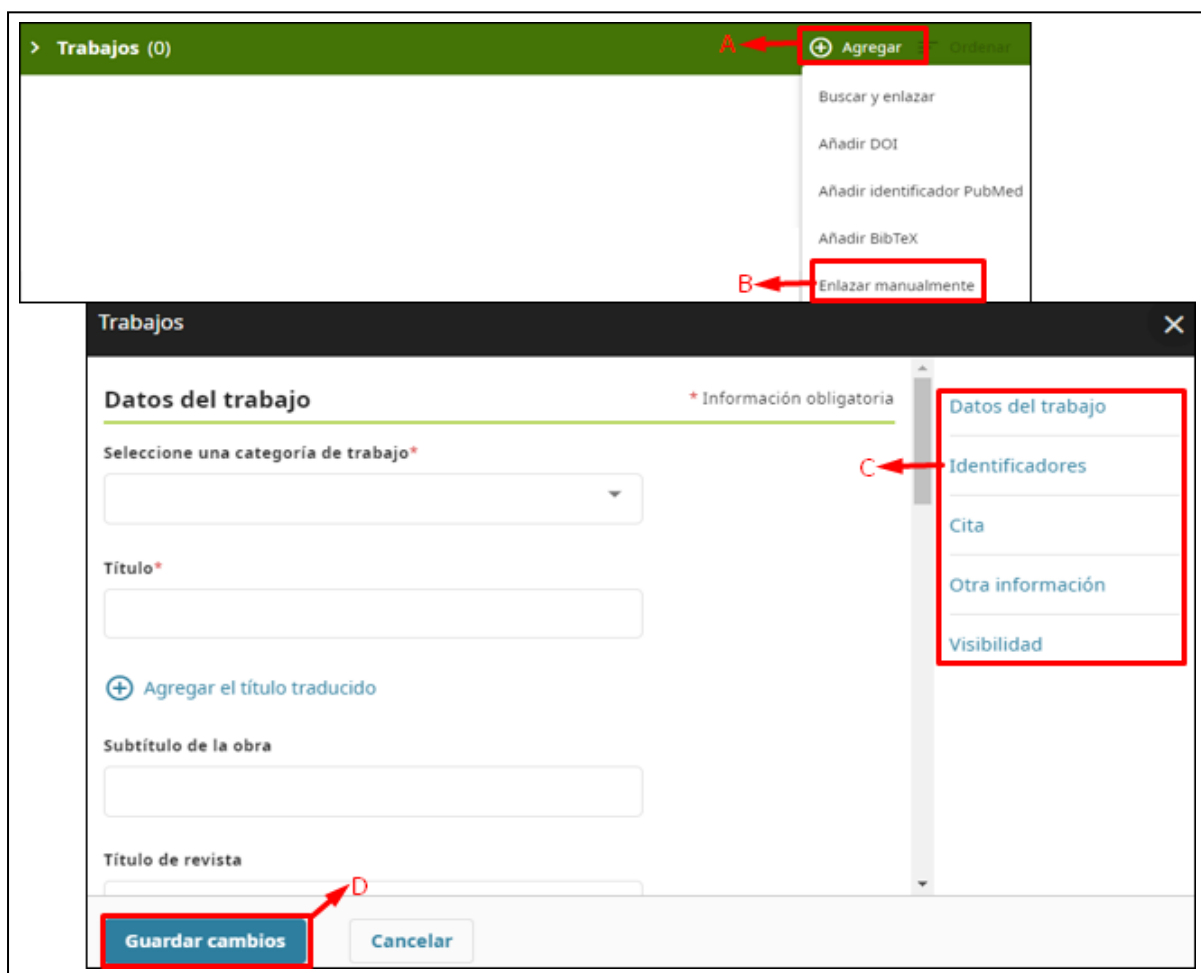 Trabajos (0)
A
Agregar
Ordenar
Buscar y enlazar
Añadir DOI
Añadir identificador PubMed
Añadir BibTeX
B
Enlazar manualmente
Trabajos
Datos del trabajo
* Información obligatoria
Seleccione una categoría de trabajo*
Título*
Agregar el título traducido
Subtítulo de la obra
Título de revista
Datos del trabajo
C
Identificadores
Cita
Otra información
Visibilidad
D
Guardar cambios
Cancelar